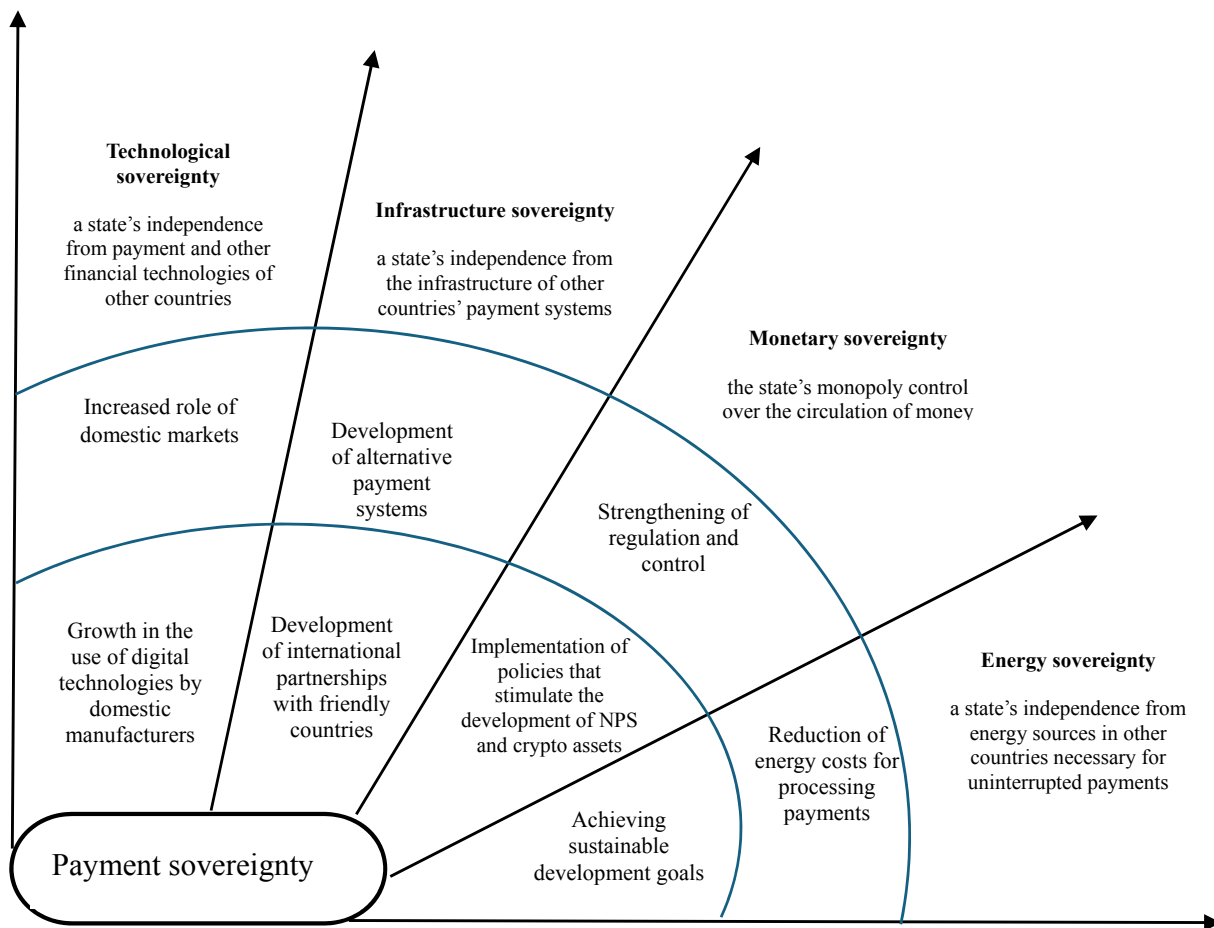 Technological
sovereignty
a state’s independence
from payment and other
financial technologies of
other countries
Infrastructure sovereignty
a state’s independence from
the infrastructure of other
countries’ payment systems
Monetary sovereignty
the state’s monopoly control
over the circulation of money
Energy sovereignty
a state’s independence from
energy sources in other
countries necessary for
uninterrupted payments
Increased role of
domestic markets
Development
of alternative
payment
systems
Strengthening of
regulation and
control
Reduction of
energy costs for
processing
payments
Growth in the
use of digital
technologies by
domestic
manufacturers
Development
of international
partnerships
with friendly
countries
Implementation of
policies that
stimulate the
development of NPS
and crypto assets
Achieving
sustainable
development goals
Payment sovereignty